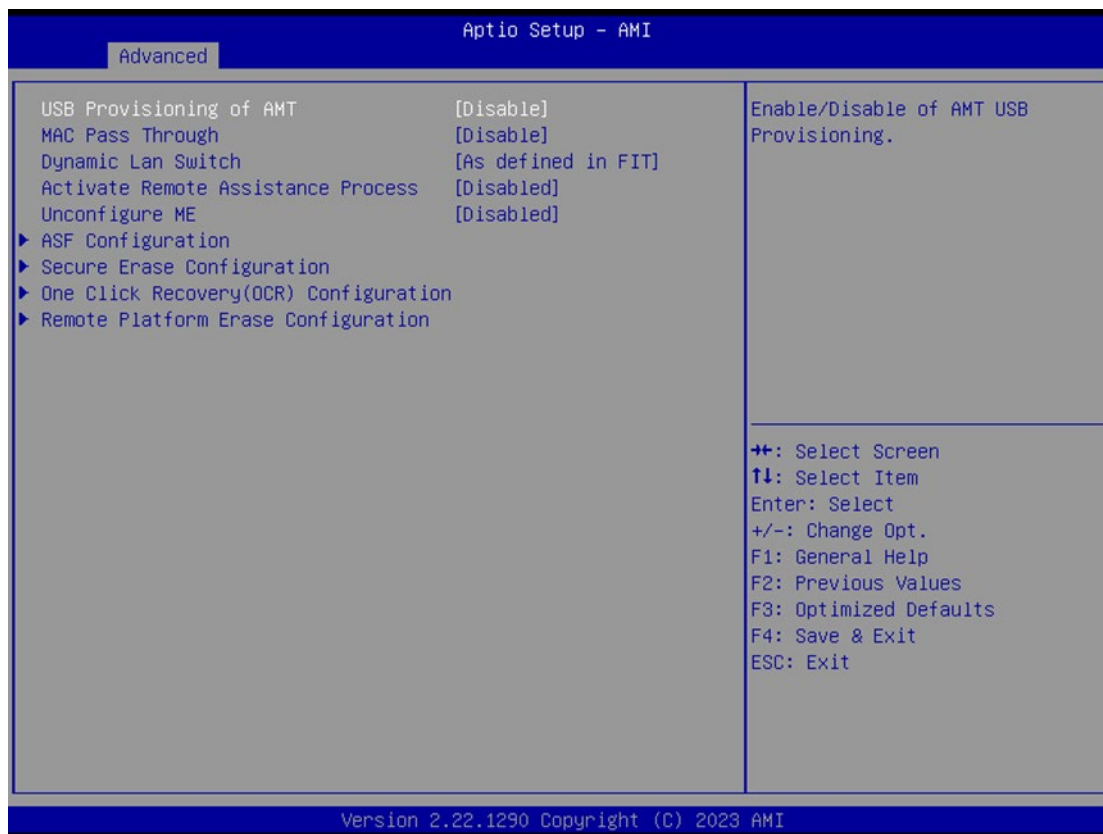 Aptio Setup – AMI
Advanced
USB Provisioning of AMT [Disable]
MAC Pass Through [Disable]
Dynamic Lan Switch [As defined in FIT]
Activate Remote Assistance Process [Disabled]
Unconfigure ME [Disabled]
▶ ASF Configuration
▶ Secure Erase Configuration
▶ One Click Recovery(OCR) Configuration
▶ Remote Platform Erase Configuration
Enable/Disable of AMT USB
Provisioning.
→←: Select Screen
↑↓: Select Item
Enter: Select
+/-: Change Opt.
F1: General Help
F2: Previous Values
F3: Optimized Defaults
F4: Save & Exit
ESC: Exit
Version 2.22.1290 Copyright (C) 2023 AMI